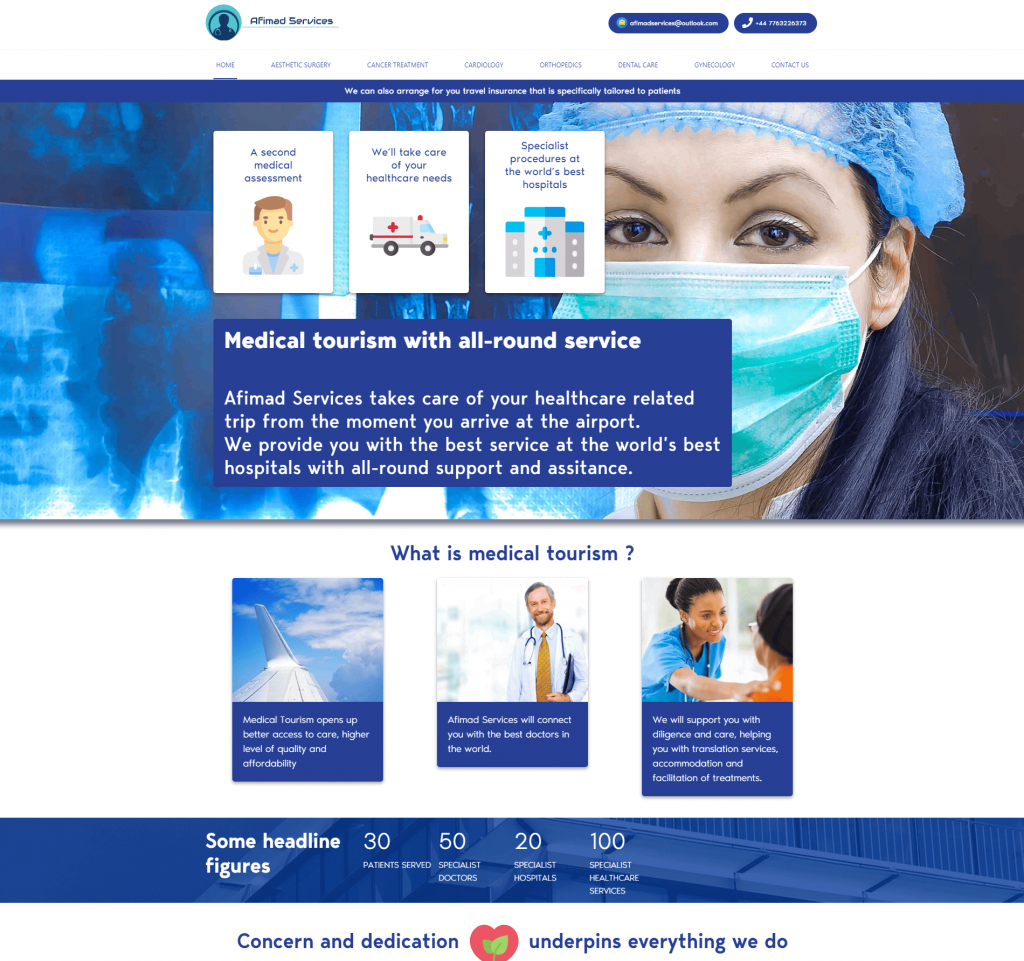 Afimad Services
afimadservices@outlook.com
+44 7763226373
HOME
AESTHETIC SURGERY
CANCER TREATMENT
CARDIOLOGY
ORTHOPEDICS
DENTAL CARE
GYNECOLOGY
CONTACT US
We can also arrange for you travel insurance that is specifically tailored to patients
A second
medical
assessment
We'll take care
of your
healthcare needs
Specialist
procedures at
the world's best
hospitals
Medical tourism with all-round service
Afimad Services takes care of your healthcare related
trip from the moment you arrive at the airport.
We provide you with the best service at the world's best
hospitals with all-round support and assitance.
What is medical tourism ?
Medical Tourism opens up
better access to care, higher
level of quality and
affordability
Afimad Services will connect
you with the best doctors in
the world.
We will support you with
diligence and care, helping
you with translation services,
accommodation and
facilitation of treatments.
Some headline
figures
30
PATIENTS SERVED
50
SPECIALIST
DOCTORS
20
SPECIALIST
HOSPITALS
100
SPECIALIST
HEALTHCARE
SERVICES
Concern and dedication underpins everything we do